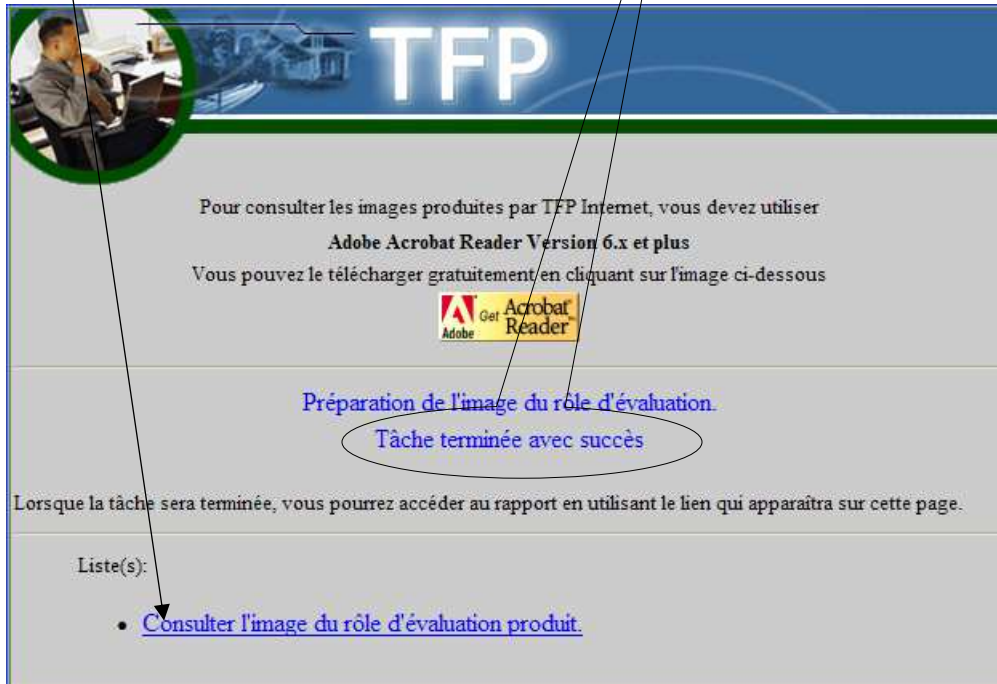 TFP
Pour consulter les images produites par TFP Internet, vous devez utiliser
Adobe Acrobat Reader Version 6.x et plus
Vous pouvez le télécharger gratuitement en cliquant sur l'image ci-dessous
Adobe Get Acrobat Reader
Préparation de l'image du rôle d'évaluation.
Tâche terminée avec succès
Lorsque la tâche sera terminée, vous pourrez accéder au rapport en utilisant le lien qui apparaîtra sur cette page.
Liste(s):
• Consulter l'image du rôle d'évaluation produit.